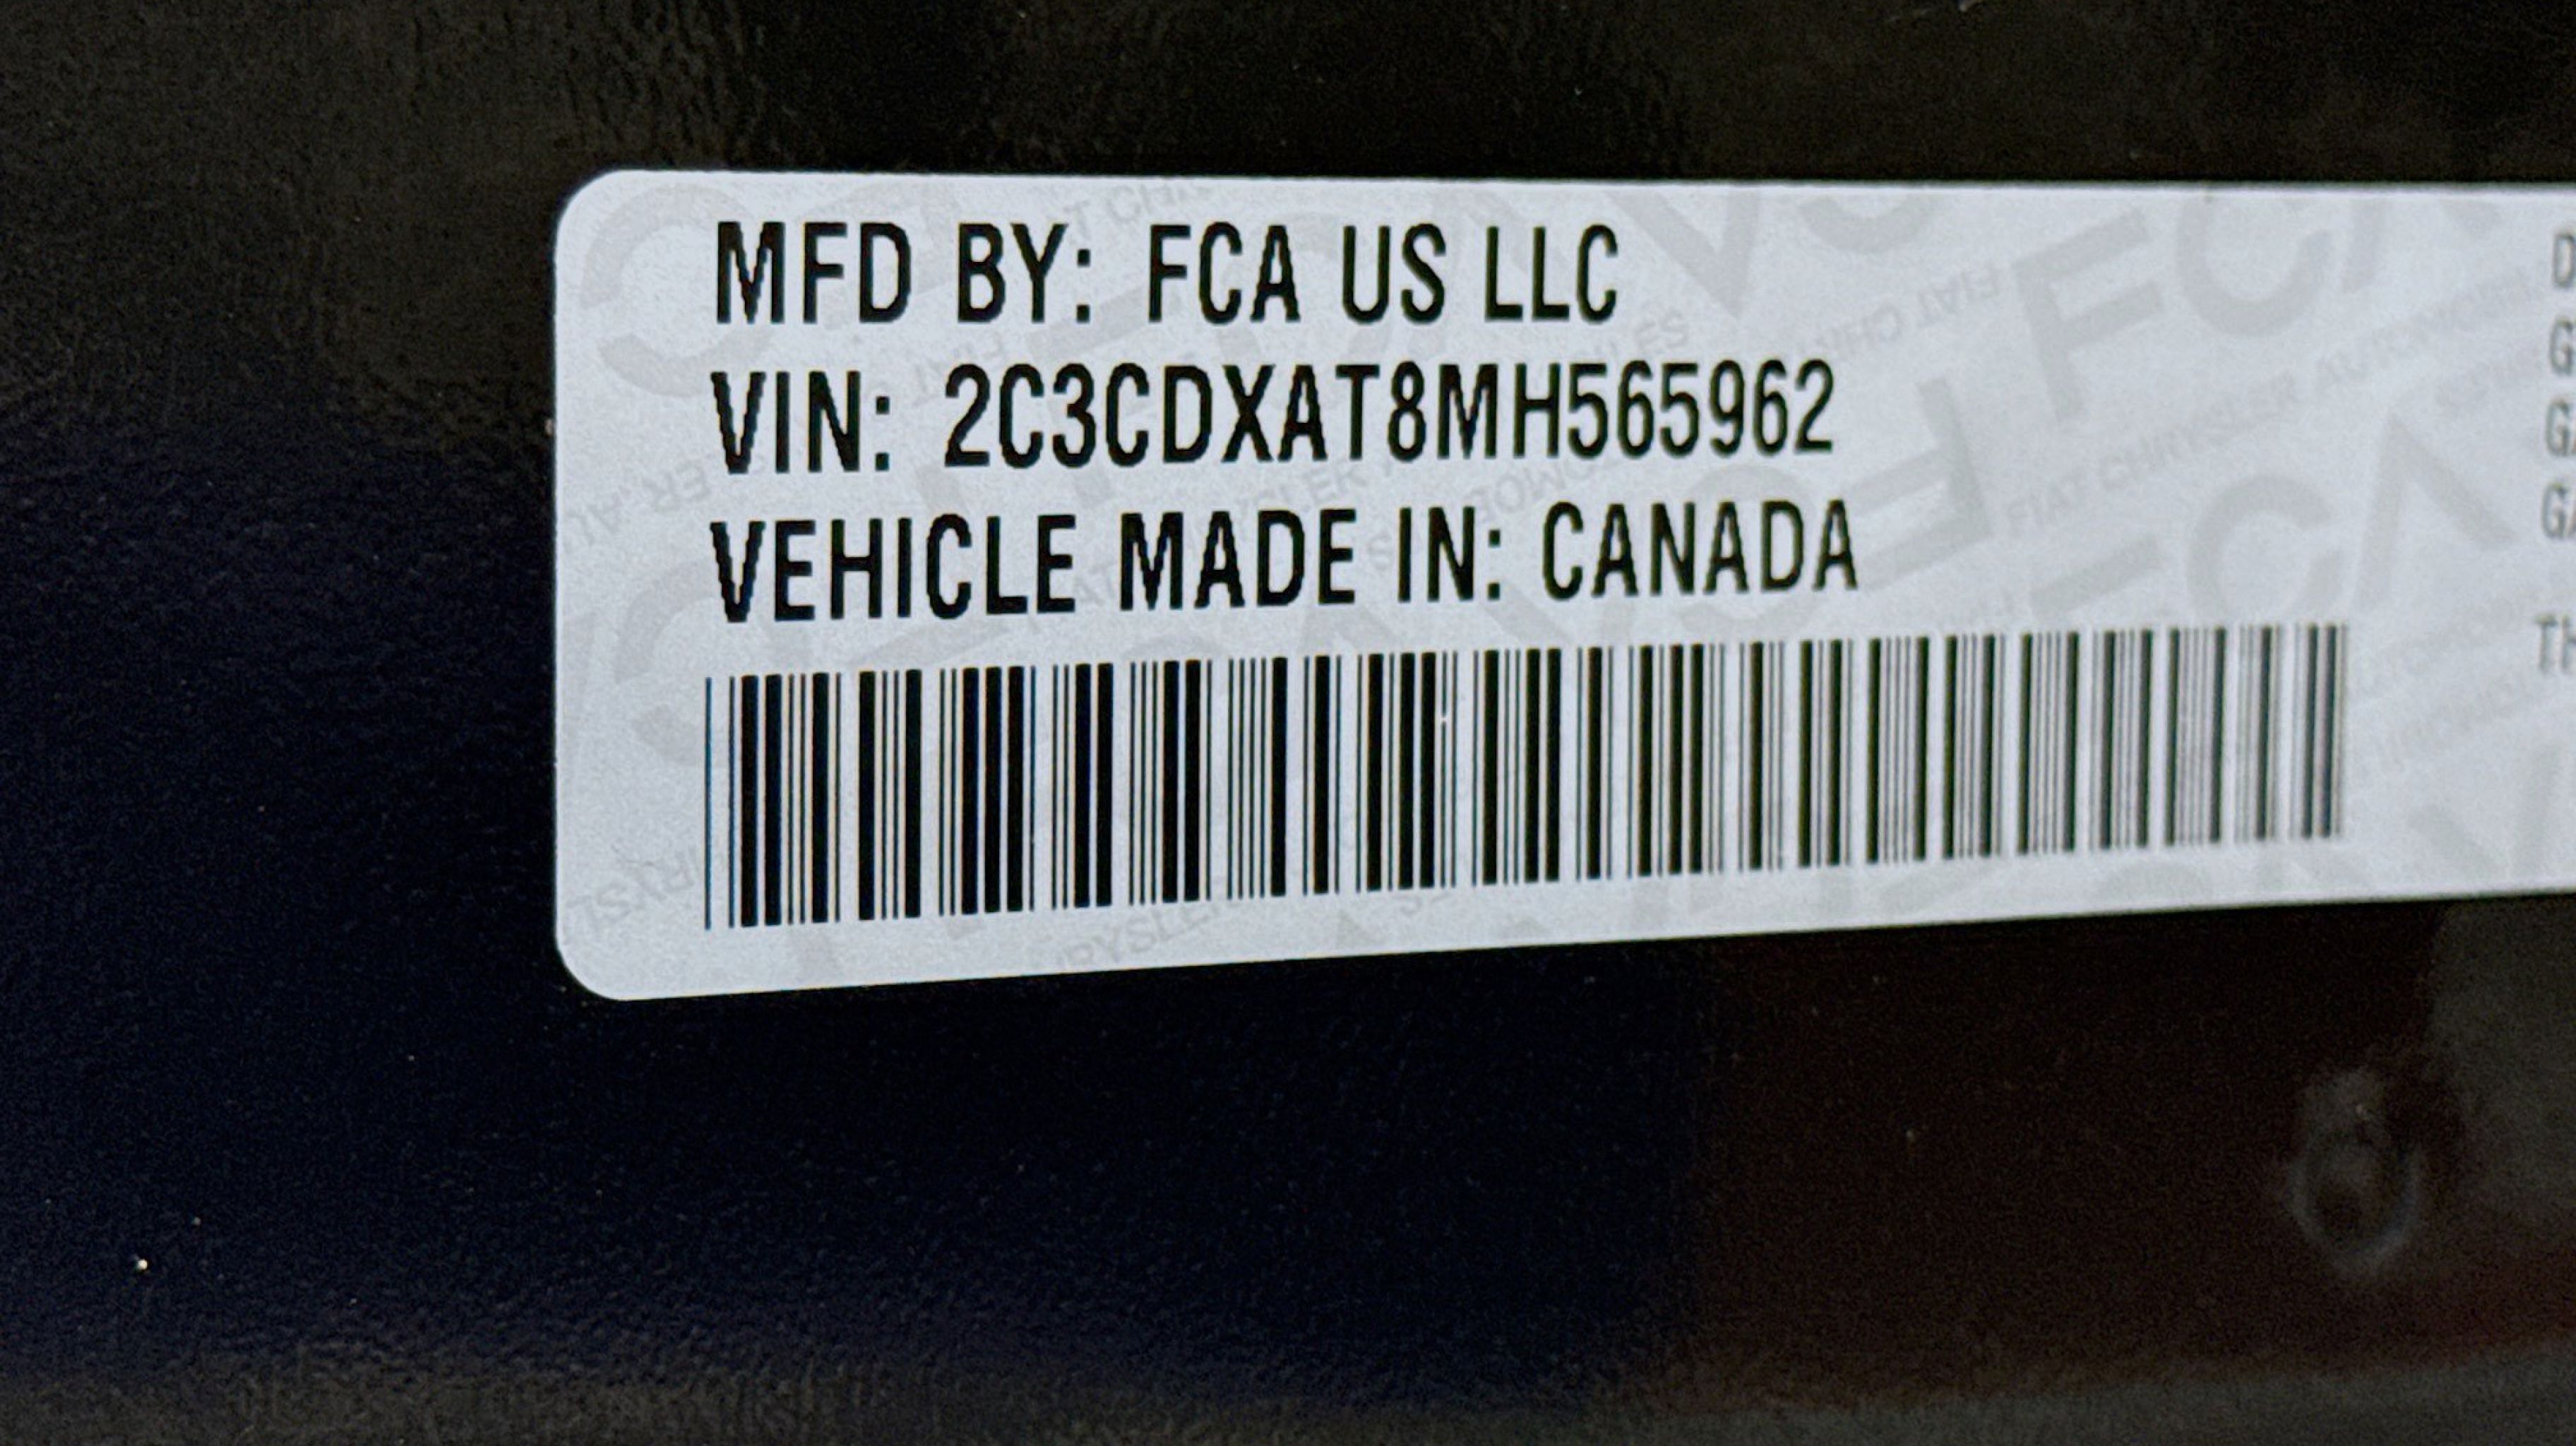 MFD BY: FCA US LLC
VIN: 2C3CDXAT8MH565962
VEHICLE MADE IN: CANADA